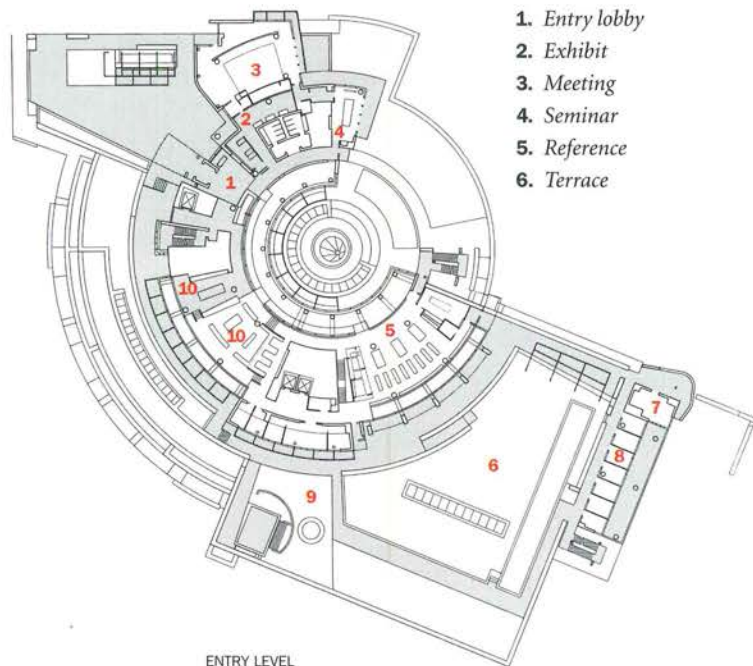 1. Entry lobby
2. Exhibit
3. Meeting
4. Seminar
5. Reference
6. Terrace
3
2
4
1
10
10
5
7
8
6
9
ENTRY LEVEL